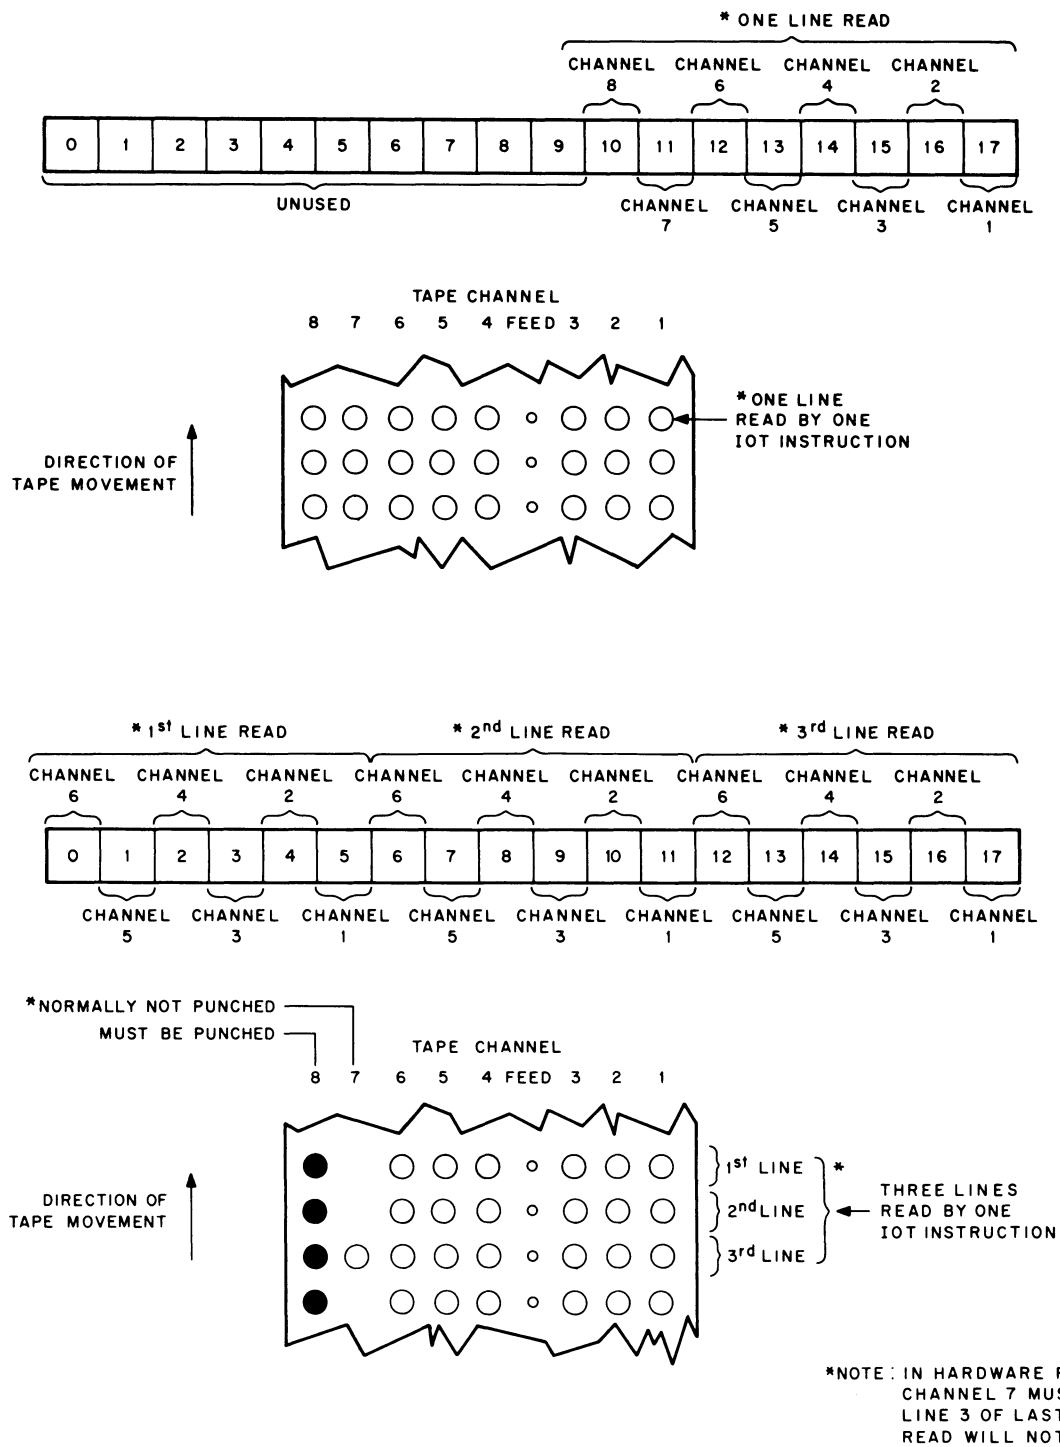 * ONE LINE READ
CHANNEL 8 CHANNEL 6 CHANNEL 4 CHANNEL 2
0 1 2 3 4 5 6 7 8 9 10 11 12 13 14 15 16 17
UNUSED
CHANNEL 7 CHANNEL 5 CHANNEL 3 CHANNEL 1
TAPE CHANNEL
8 7 6 5 4 FEED 3 2 1
* ONE LINE
READ BY ONE
IOT INSTRUCTION
DIRECTION OF
TAPE MOVEMENT
* 1st LINE READ * 2nd LINE READ * 3rd LINE READ
CHANNEL 6 CHANNEL 4 CHANNEL 2 CHANNEL 6 CHANNEL 4 CHANNEL 2 CHANNEL 6 CHANNEL 4 CHANNEL 2
0 1 2 3 4 5 6 7 8 9 10 11 12 13 14 15 16 17
CHANNEL 5 CHANNEL 3 CHANNEL 1 CHANNEL 5 CHANNEL 3 CHANNEL 1 CHANNEL 5 CHANNEL 3 CHANNEL 1
*NORMALLY NOT PUNCHED
MUST BE PUNCHED
TAPE CHANNEL
8 7 6 5 4 FEED 3 2 1
1st LINE *
2nd LINE
3rd LINE
THREE LINES
READ BY ONE
IOT INSTRUCTION
DIRECTION OF
TAPE MOVEMENT
*NOTE: IN HARDWARE
CHANNEL 7
LINE 3 OF LAST
READ WILL NOT